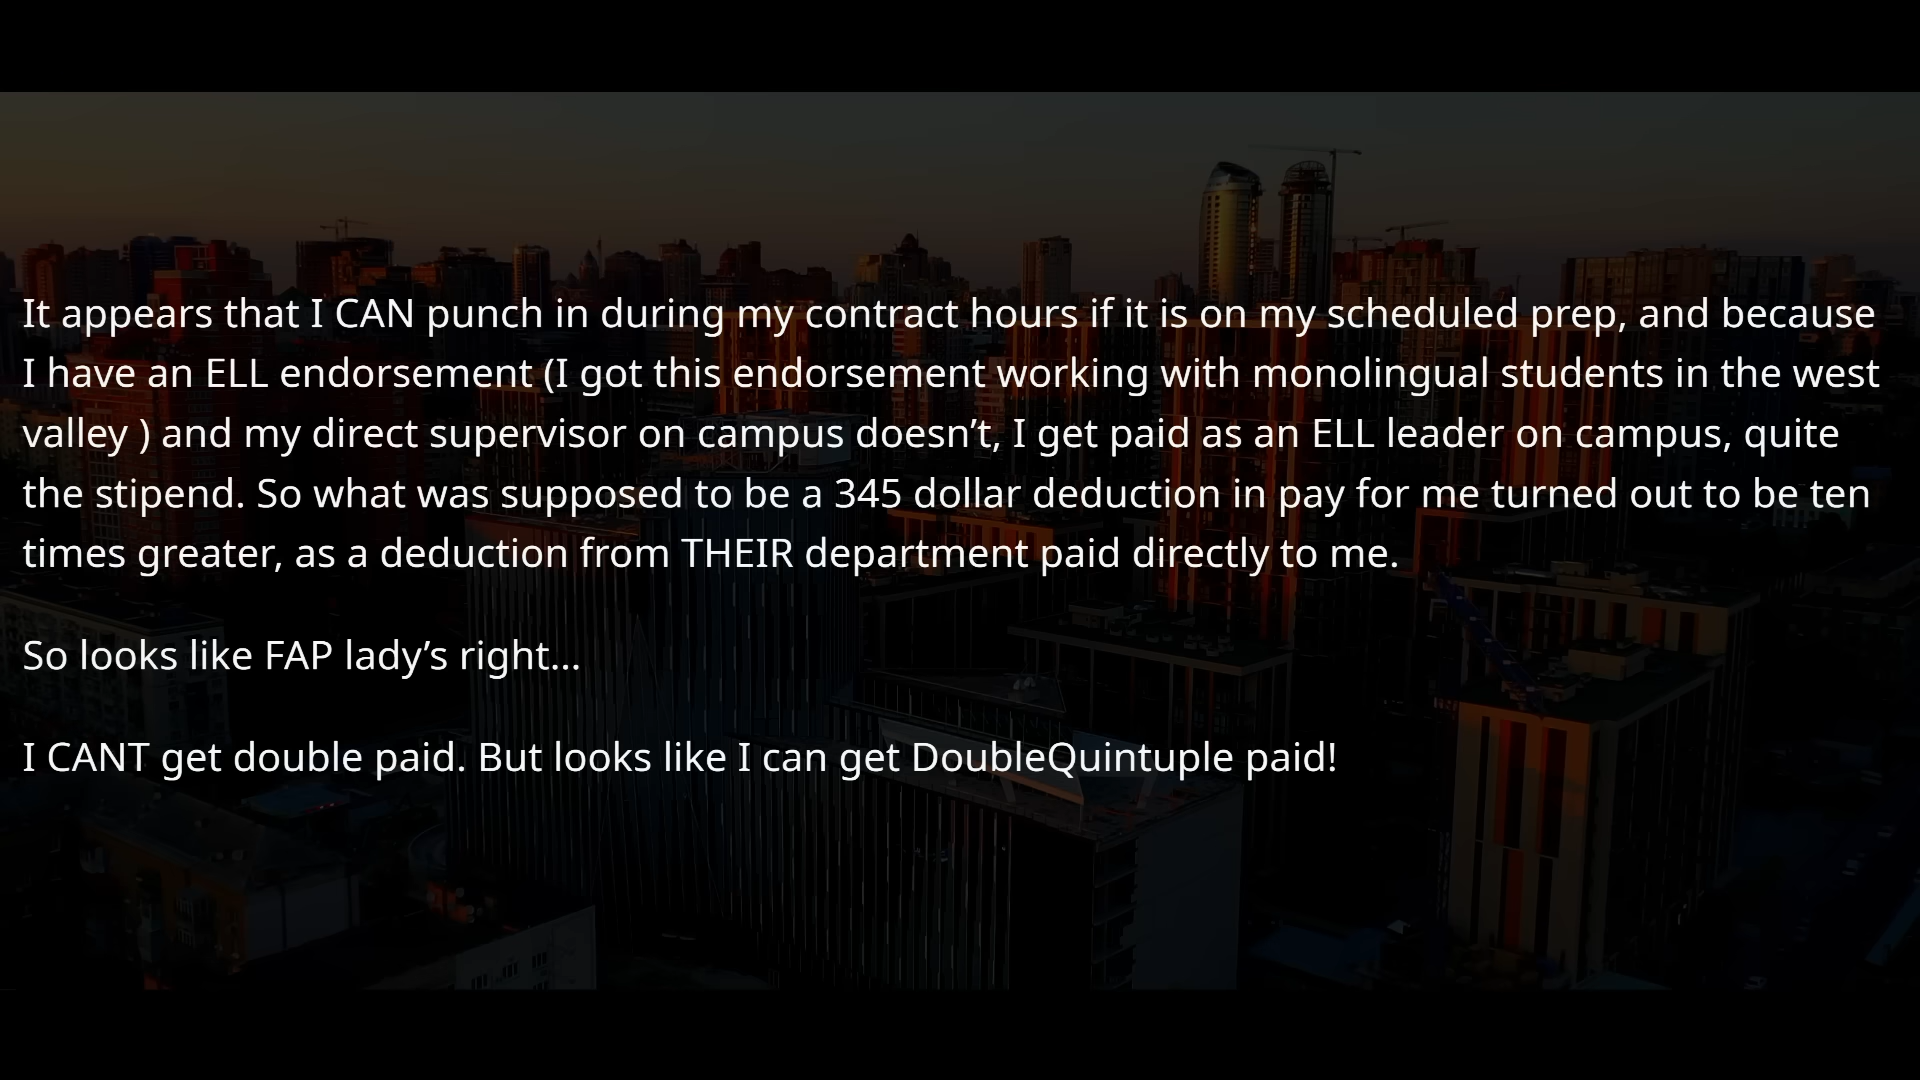 It appears that I CAN punch in during my contract hours if it is on my scheduled prep, and because
I have an ELL endorsement (I got this endorsement working with monolingual students in the west
valley ) and my direct supervisor on campus doesn’t, I get paid as an ELL leader on campus, quite
the stipend. So what was supposed to be a 345 dollar deduction in pay for me turned out to be ten
times greater, as a deduction from THEIR department paid directly to me.
So looks like FAP lady’s right...
I CANT get double paid. But looks like I can get DoubleQuintuple paid!